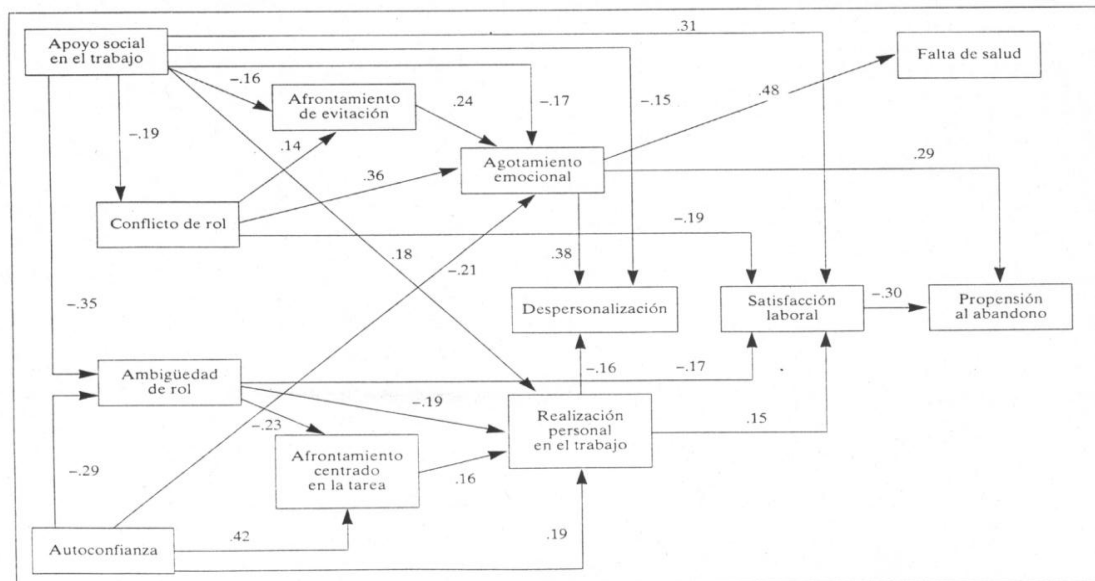 .31
Apoyo social
en el trabajo
Falta de salud
-.16
Afrontamiento
de evitación
.24
-.17
-.15
.48
-.19
.14
Agotamiento
emocional
.29
.36
Conflicto de rol
-.19
.18
-.21
.38
-.35
Despersonalización
Satisfacción
laboral
-.30
Propensión
al abandono
Ambigüedad
de rol
-.16
-.17
-.19
-.23
Realización
personal
en el trabajo
.15
Afrontamiento
centrado
en la tarea
.16
-.29
.42
.19
Autoconfianza